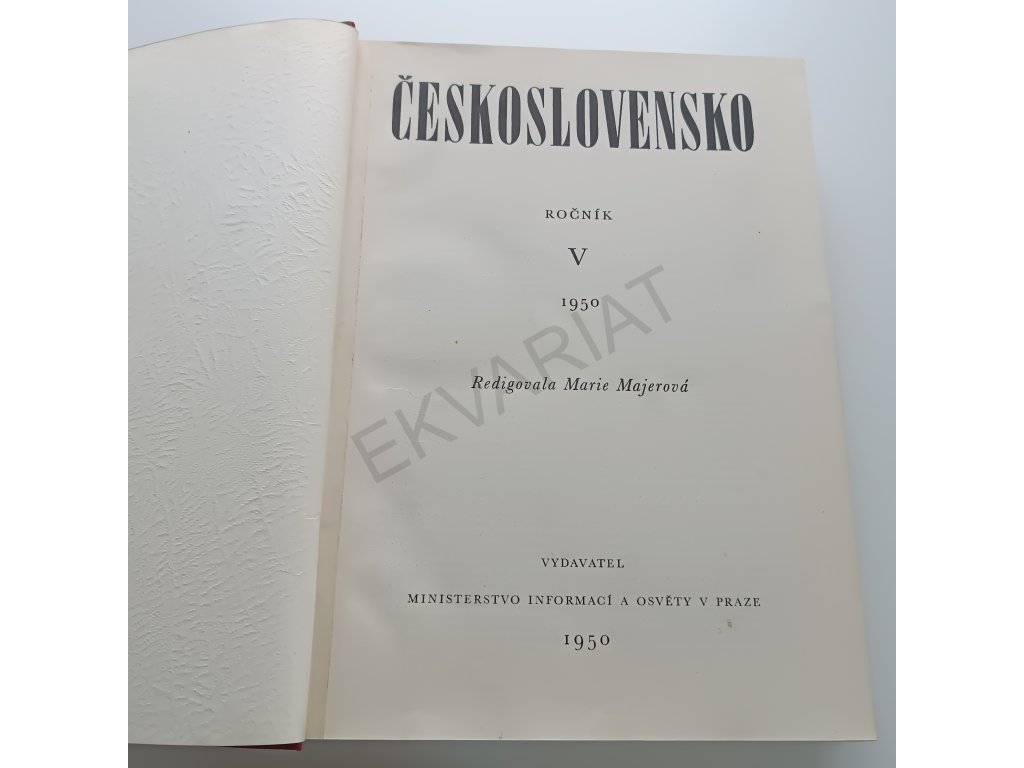 ČESKOSLOVENSKO
ROČNÍK
V
1950
Redigovala Marie Majerová
EKVARIAT
VYDAVATEL
MINISTERSTVO INFORMACÍ A OSVĚTY V PRAZE
1950